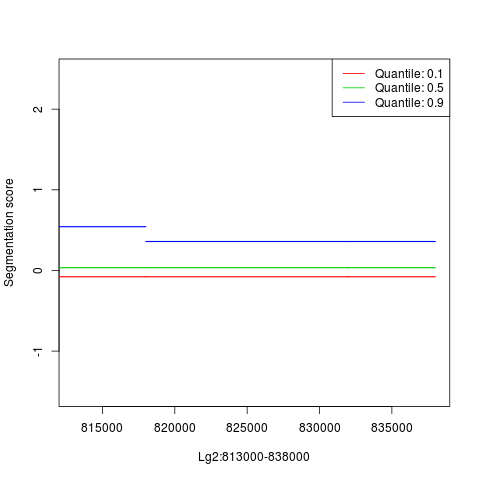 Quantile: 0.1
Quantile: 0.5
Quantile: 0.9
2
1
0
-1
Segmentation score
815000 820000 825000 830000 835000
Lg2:813000-838000